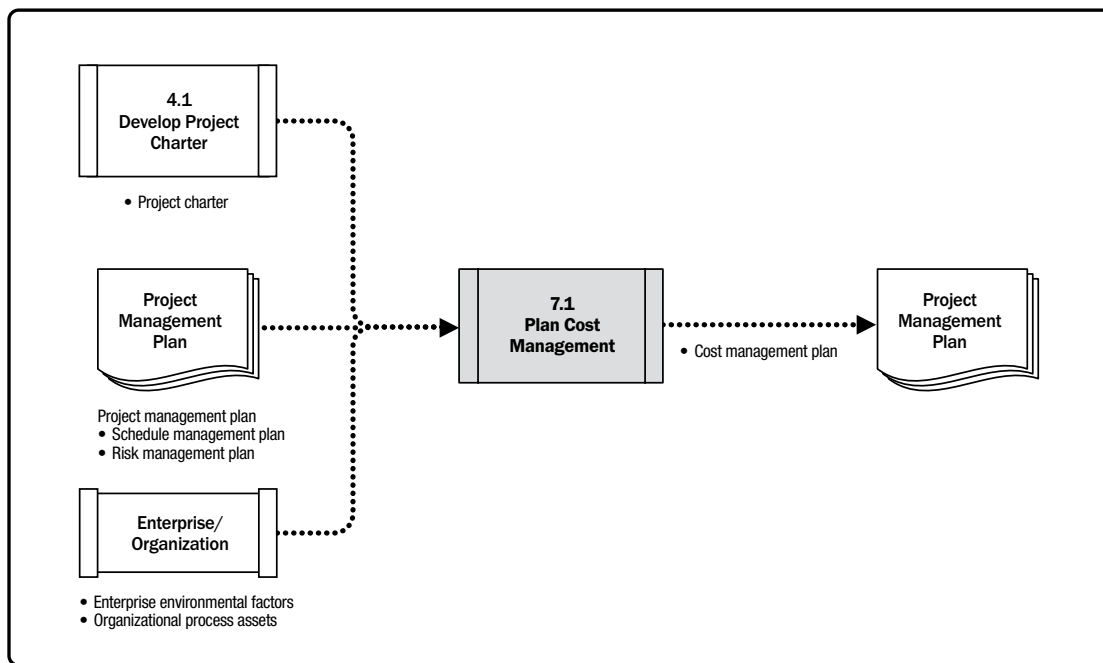 4.1
Develop Project
Charter
• Project charter
Project
Management
Plan
Project management plan
• Schedule management plan
• Risk management plan
Enterprise/
Organization
• Enterprise environmental factors
• Organizational process assets
7.1
Plan Cost
Management
• Cost management plan
Project
Management
Plan